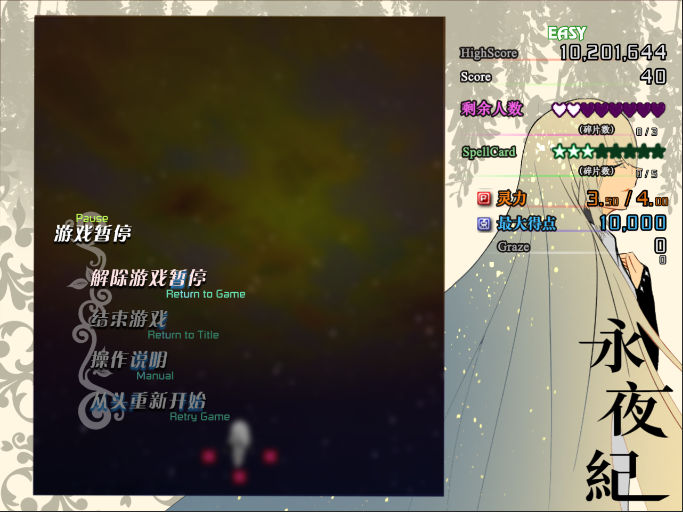 EASY
HighScore 10,201,644
Score 40
剩余人数
(碎片数) 0/3
SpellCard
(碎片数) 0/5
灵力 3.50/4.00
最大得点 10,000
Graze 0
0
Pause
游戏暂停
解除游戏暂停
Return to Game
结束游戏
Return to Title
操作说明
Manual
从头重新开始
Retry Game
永夜紀